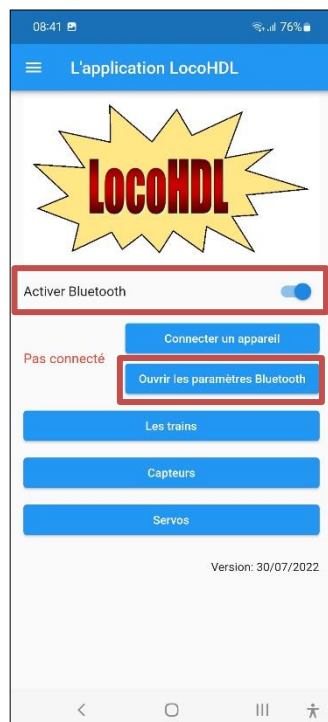 08:41 76%
L'application LocoHDL
LocoHDL
Activer Bluetooth
Connecter un appareil
Pas connecté
Ouvrir les paramètres Bluetooth
Les trains
Capteurs
Servos
Version: 30/07/2022